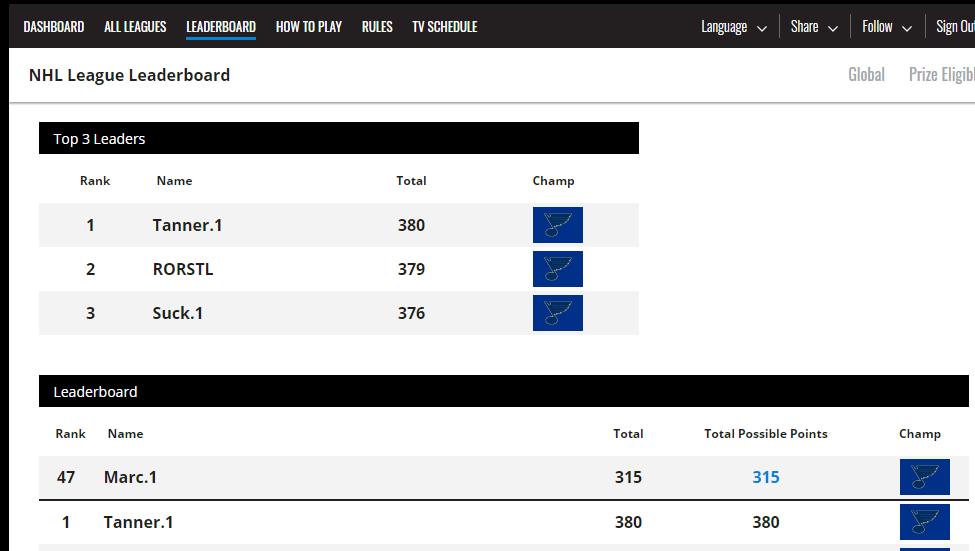 DASHBOARD ALL LEAGUES LEADERBOARD HOW TO PLAY RULES TV SCHEDULE Language Share Follow Sign Out
NHL League Leaderboard Global Prize Eligibl
Top 3 Leaders
Rank Name Total Champ
1 Tanner.1 380
2 RORSTL 379
3 Suck.1 376
Leaderboard
Rank Name Total Total Possible Points Champ
47 Marc.1 315 315
1 Tanner.1 380 380